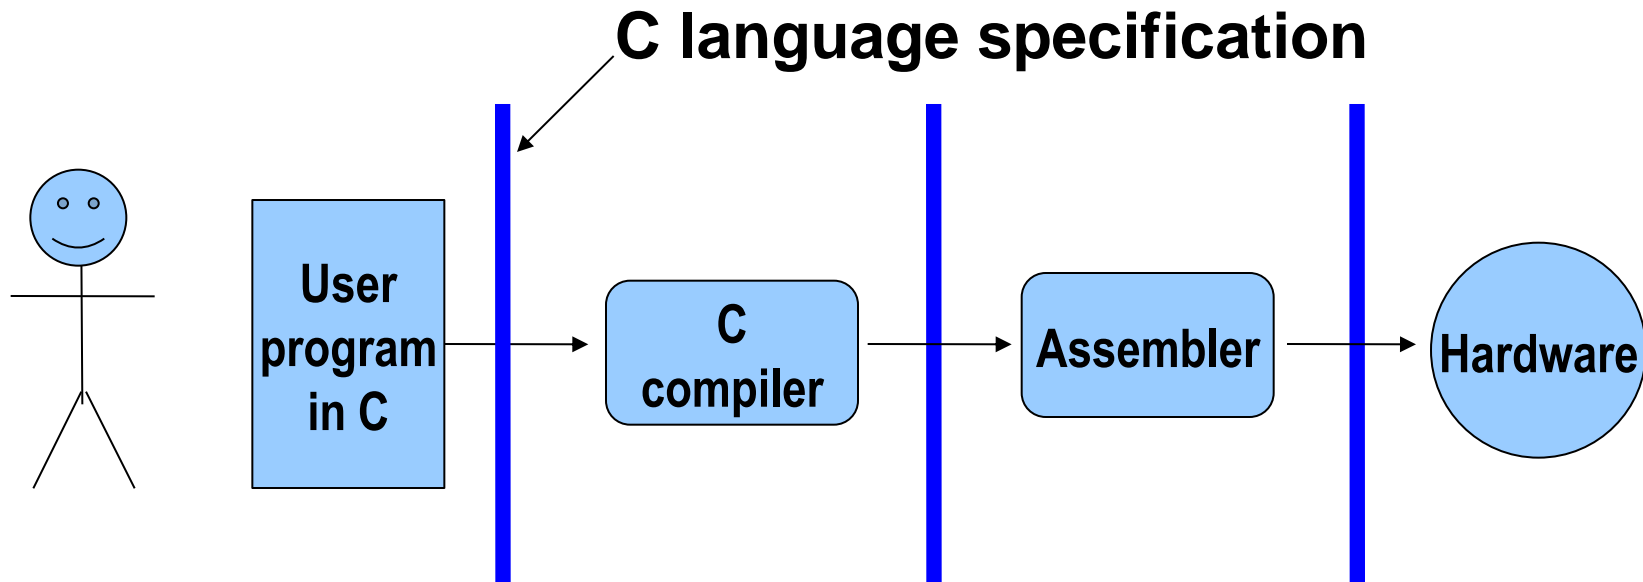 C language specification
User
program
in C
C
compiler
Assembler
Hardware